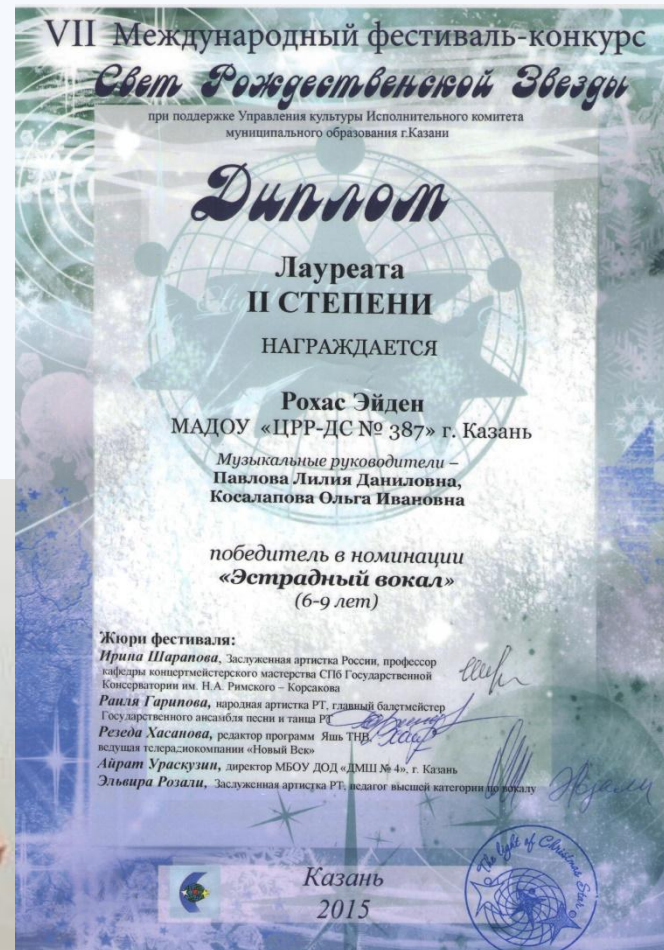 VII Международный фестиваль-конкурс
Свет Рождественской Звезды
при поддержке Управления культуры Исполнительного комитета
муниципального образования г.Казани
Диплом
Лауреата
II СТЕПЕНИ
НАГРАЖДАЕТСЯ
Рохас Эйден
МАДОУ «ЦРР-ДС № 387» г. Казань
Музыкальные руководители –
Павлова Лилия Даниловна,
Косалапова Ольга Ивановна
победитель в номинации
«Эстрадный вокал»
(6-9 лет)
Жюри фестиваля:
Ирина Шарапова, Заслуженная артистка России, профессор
кафедры концертмейстерского мастерства СПб Государственной
Консерватории им. Н.А. Римского – Корсакова
Раиля Гарипова, народная артистка РТ, главный балетмейстер
Государственного ансамбля песни и танца РТ
Резеда Хасанова, редактор программ Яшь ТНВ,
ведущая телерадиокомпании «Новый Век»
Айрат Ураскузин, директор МБОУ ДОД «ДМШ № 4», г. Казань
Эльвира Розали, Заслуженная артистка РТ, педагог высшей категории по вокалу
Казань
2015
The light of Christmas Star